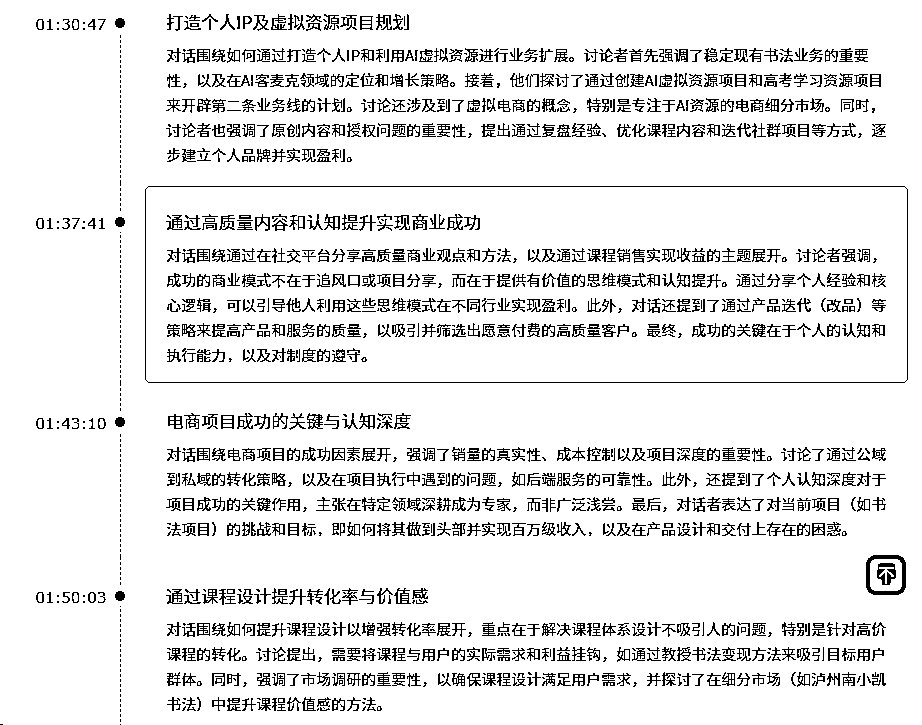 01:30:47 打造个人IP及虚拟资源项目规划
对话围绕如何通过打造个人IP和利用AI虚拟资源进行业务扩展。讨论者首先强调了稳定现有书法业务的重要
性，以及在AI客麦克领域的定位和增长策略。接着，他们探讨了通过创建AI虚拟资源项目和高考学习资源项目
来开辟第二条业务线的计划。讨论还涉及到了虚拟电商的概念，特别是专注于AI资源的电商细分市场。同时，
讨论者也强调了原创内容和授权问题的重要性，提出通过复盘经验、优化课程内容和迭代社群项目等方式，逐
步建立个人品牌并实现盈利。
01:37:41 通过高质量内容和认知提升实现商业成功
对话围绕通过在社交平台分享高质量商业观点和方法，以及通过课程销售实现收益的主题展开。讨论者强调，
成功的商业模式不在于追风口或项目分享，而在于提供有价值的思维模式和认知提升。通过分享个人经验和核
心逻辑，可以引导他人利用这些思维模式在不同行业实现盈利。此外，对话还提到了通过产品迭代（改品）等
策略来提高产品和服务的质量，以吸引并筛选出愿意付费的高质量客户。最终，成功的关键在于个人的认知和
执行能力，以及对制度的遵守。
01:43:10 电商项目成功的关键与认知深度
对话围绕电商项目的成功因素展开，强调了销量的真实性、成本控制以及项目深度的重要性。讨论了通过公域
到私域的转化策略，以及在项目执行中遇到的问题，如后端服务的可靠性。此外，还提到了个人认知深度对于
项目成功的关键作用，主张在特定领域深耕成为专家，而非广泛浅尝。最后，对话者表达了对当前项目（如书
法项目）的挑战和目标，即如何将其做到头部并实现百万级收入，以及在产品设计和交付上存在的困惑。
01:50:03 通过课程设计提升转化率与价值感
对话围绕如何提升课程设计以增强转化率展开，重点在于解决课程体系设计不吸引人的问题，特别是针对高价
课程的转化。讨论提出，需要将课程与用户的实际需求和利益挂钩，如通过教授书法变现方法来吸引目标用户
群体。同时，强调了市场调研的重要性，以确保课程设计满足用户需求，并探讨了在细分市场（如泸州南小凯
书法）中提升课程价值感的方法。